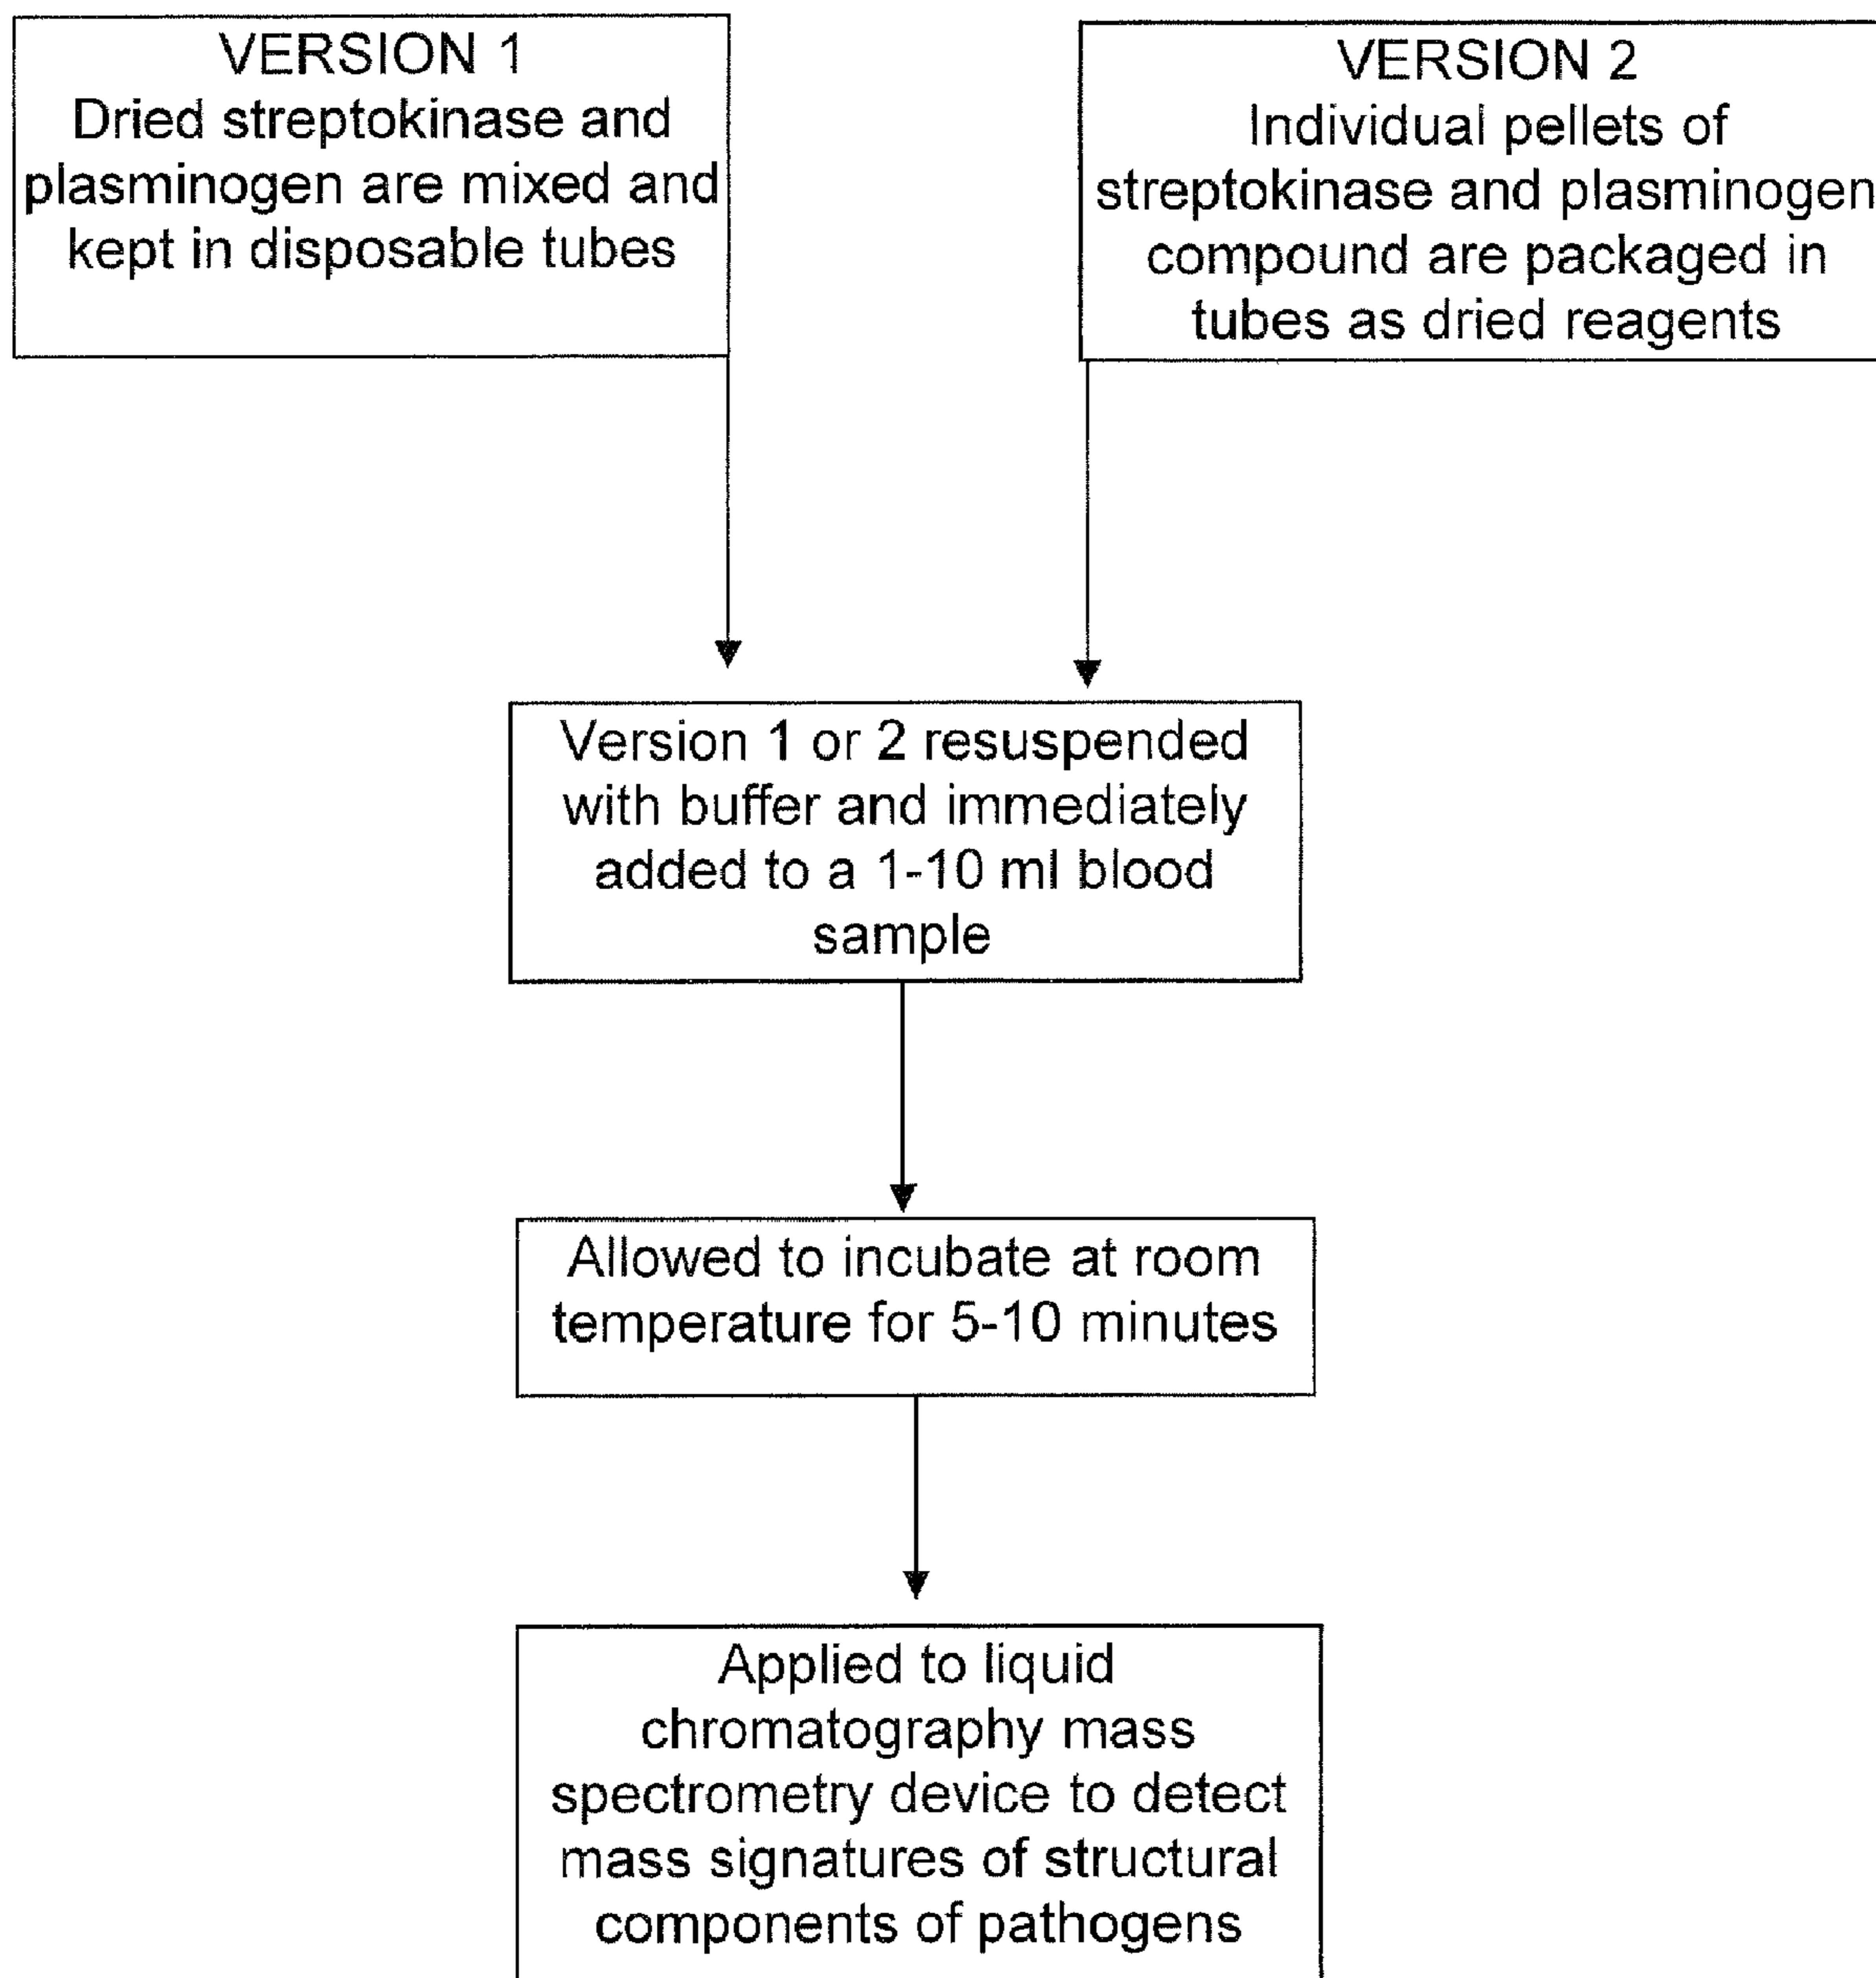 VERSION 1
Dried streptokinase and
plasminogen are mixed and
kept in disposable tubes
VERSION 2
Individual pellets of
streptokinase and plasminogen
compound are packaged in
tubes as dried reagents
Version 1 or 2 resuspended
with buffer and immediately
added to a 1-10 ml blood
sample
Allowed to incubate at room
temperature for 5-10 minutes
Applied to liquid
chromatography mass
spectrometry device to detect
mass signatures of structural
components of pathogens